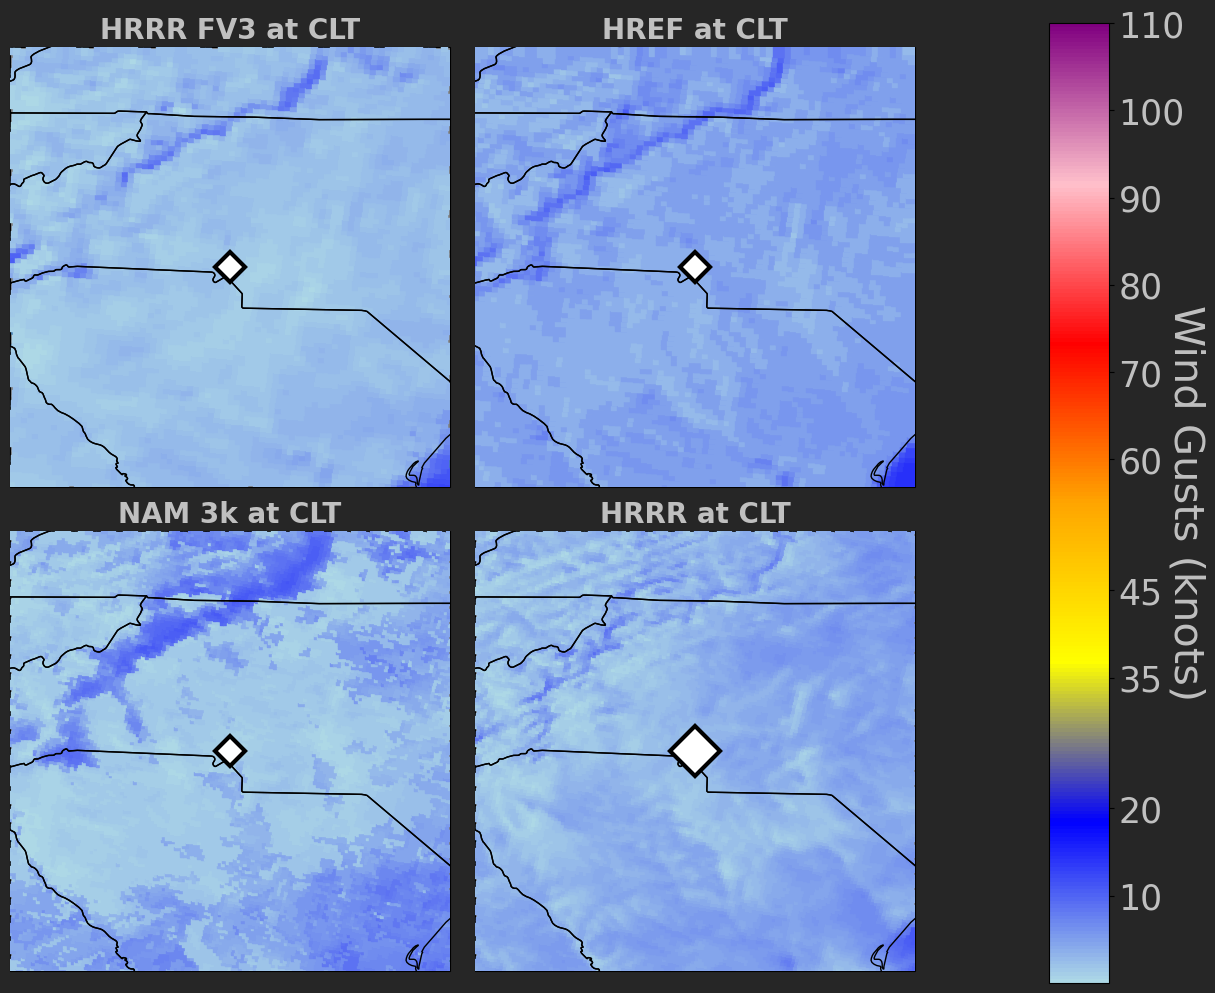 HRRR FV3 at CLT
HREF at CLT
NAM 3k at CLT
HRRR at CLT
110
100
90
80
70
60
45
35
20
10
Wind Gusts (knots)